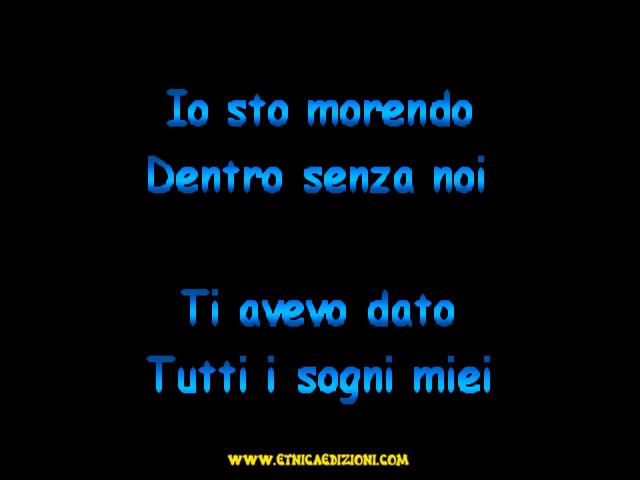 Io sto morendo
Dentro senza noi
Ti avevo dato
Tutti i sogni miei
WWW.ETNICAEDIZIONI.COM